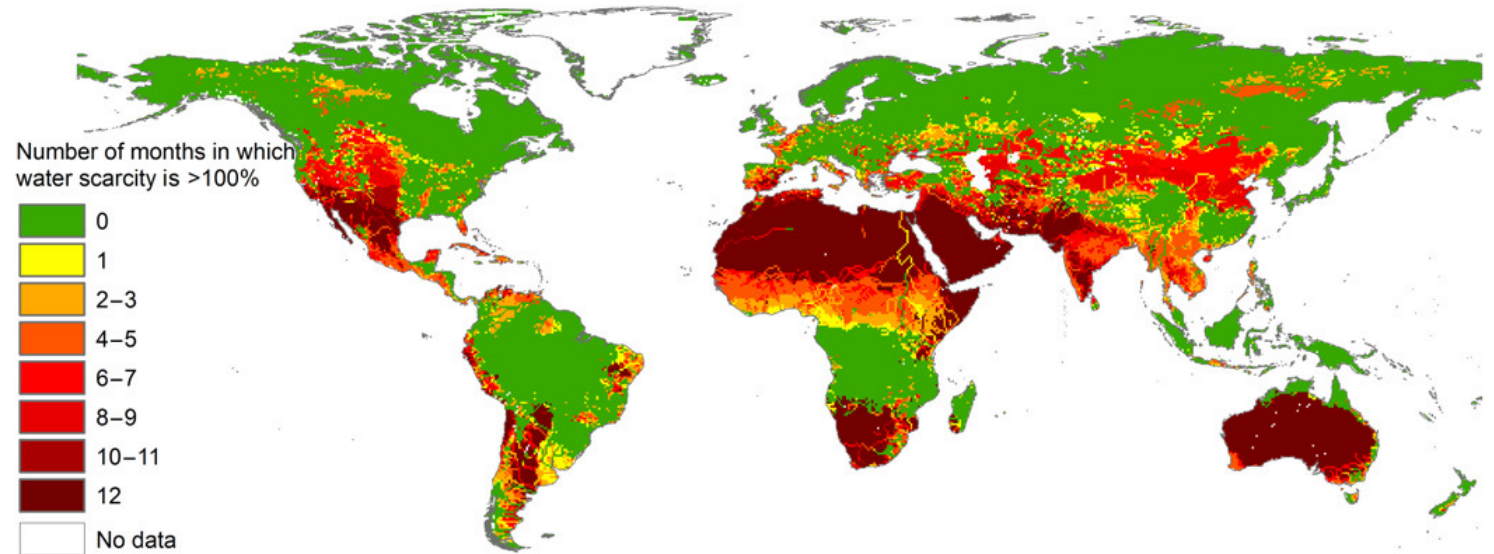 Number of months in which
water scarcity is >100%
0
1
2–3
4–5
6–7
8–9
10–11
12
No data